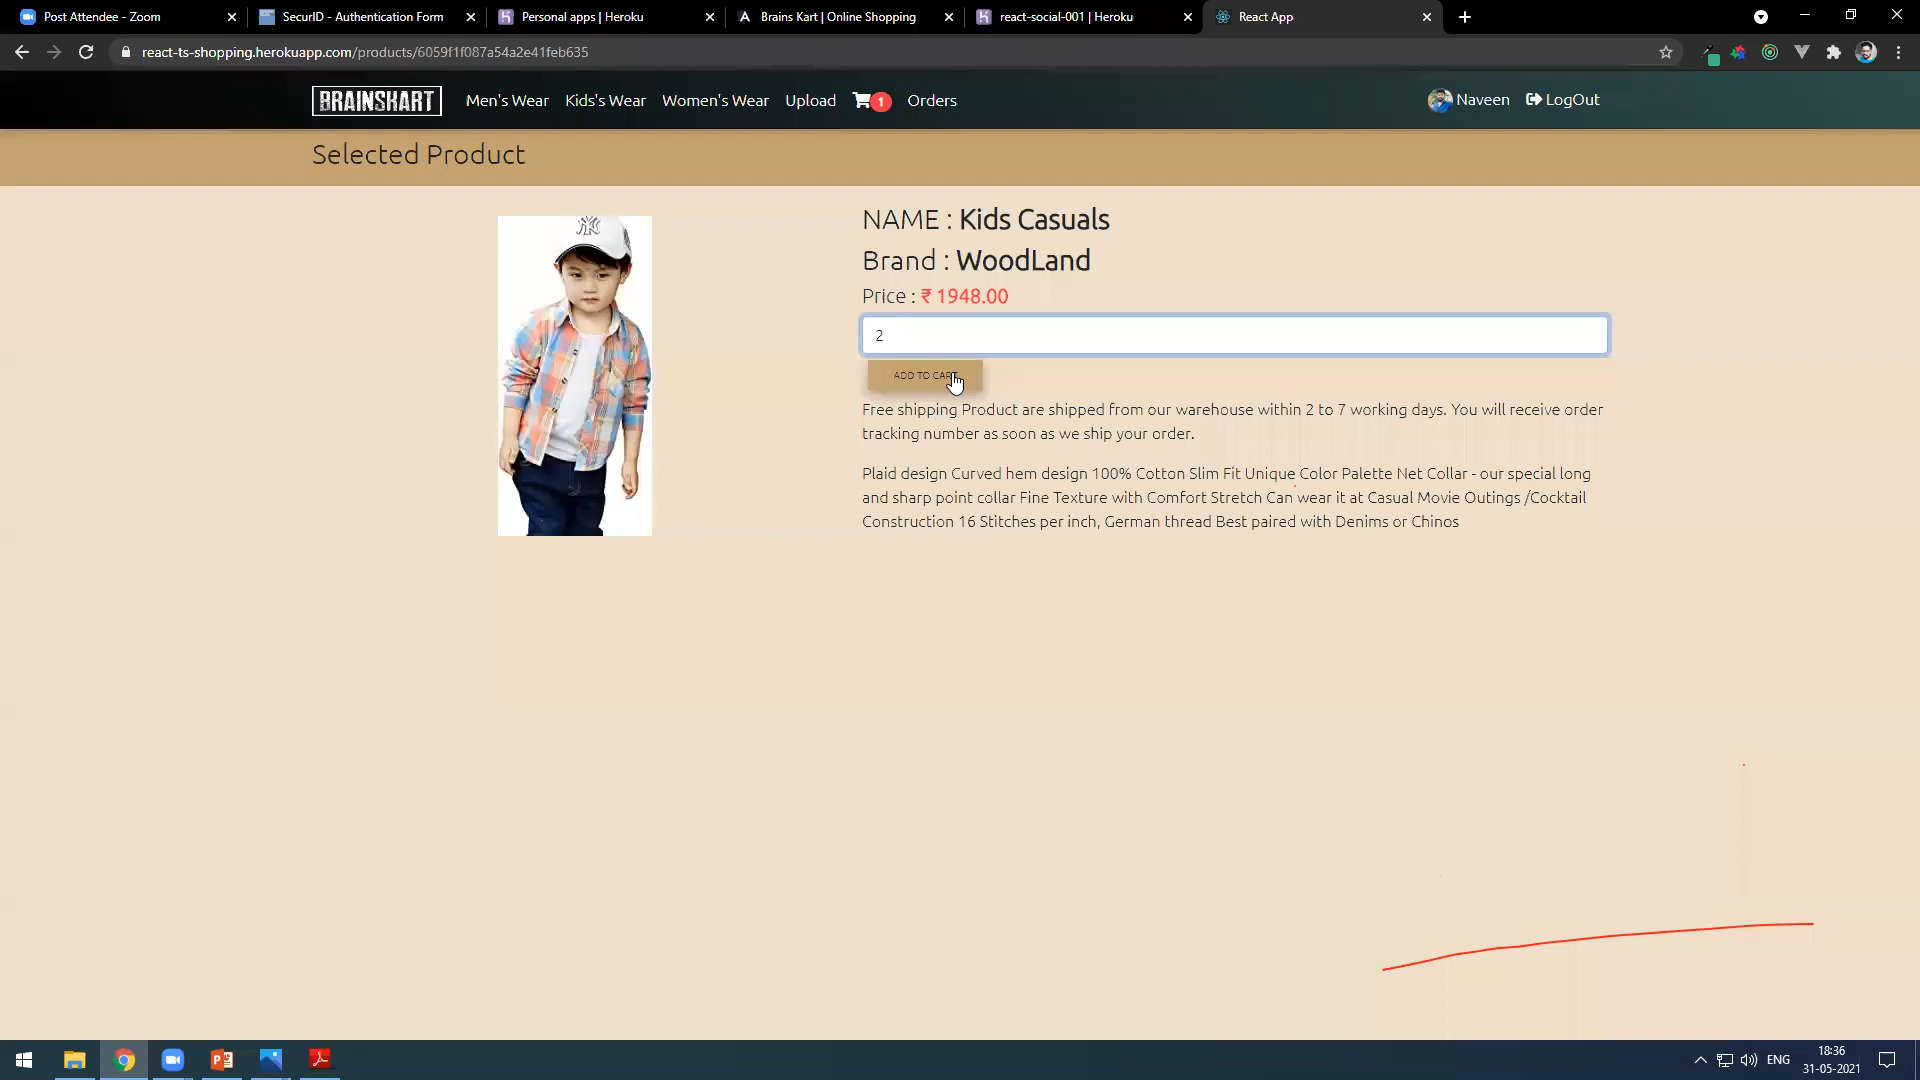 Post Attendee - Zoom
SecurID - Authentication Form
Personal apps | Heroku
Brains Kart | Online Shopping
react-social-001 | Heroku
React App
react-ts-shopping.herokuapp.com/products/6059f1f087a54a2e41feb635
BRAINSKART
Men's Wear
Kids's Wear
Women's Wear
Upload
1
Orders
Naveen
LogOut
Selected Product
NAME : Kids Casuals
Brand : WoodLand
Price : ₹ 1948.00
2
ADD TO CART
Free shipping Product are shipped from our warehouse within 2 to 7 working days. You will receive order
tracking number as soon as we ship your order.
Plaid design Curved hem design 100% Cotton Slim Fit Unique Color Palette Net Collar - our special long
and sharp point collar Fine Texture with Comfort Stretch Can wear it at Casual Movie Outings /Cocktail
Construction 16 Stitches per inch, German thread Best paired with Denims or Chinos
ENG
18:36
31-05-2021